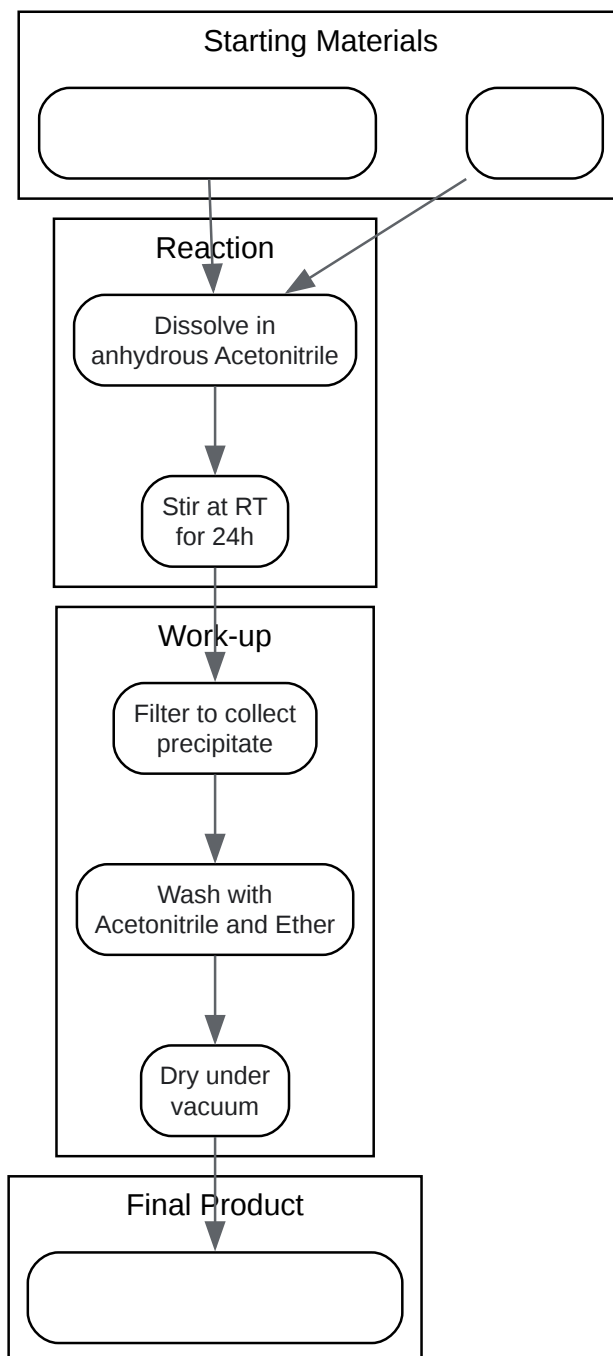 Starting Materials
Reaction
Dissolve in
anhydrous Acetonitrile
Stir at RT
for 24h
Work-up
Filter to collect
precipitate
Wash with
Acetonitrile and Ether
Dry under
vacuum
Final Product